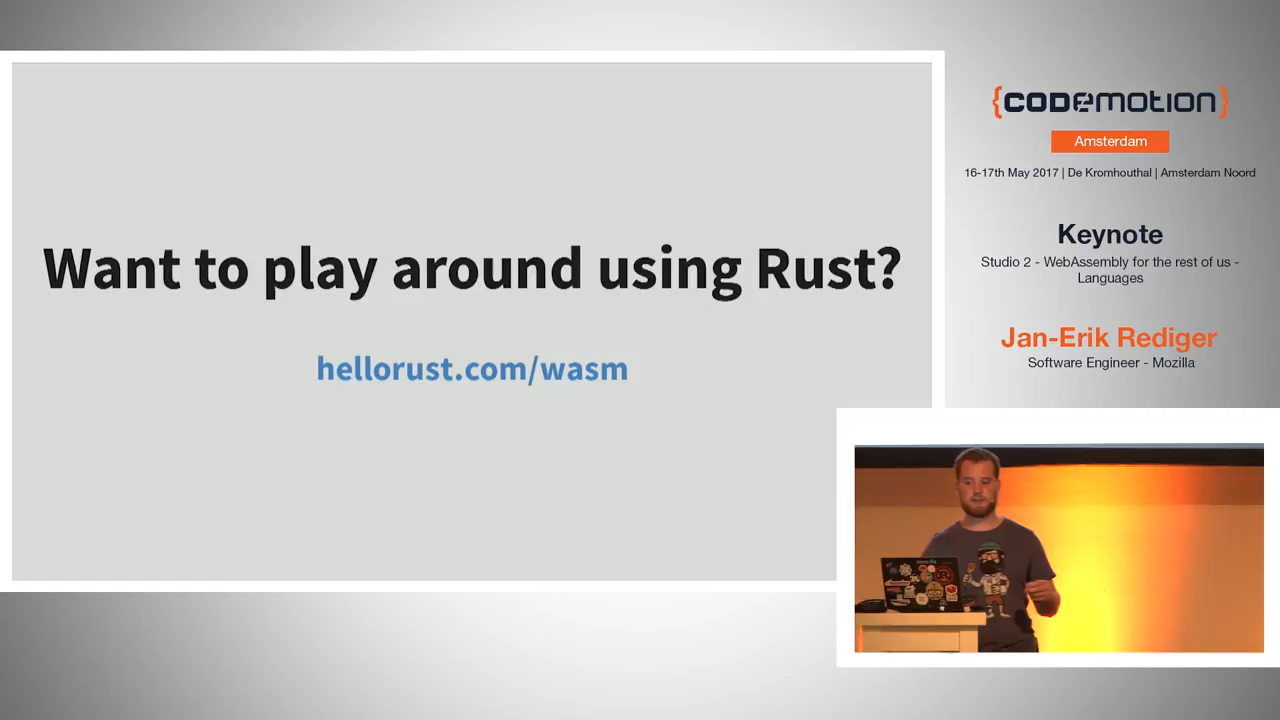 Want to play around using Rust?
hellorust.com/wasm
{CODEMOTION}
Amsterdam
16-17th May 2017 | De Kromhouthal | Amsterdam Noord
Keynote
Studio 2 - WebAssembly for the rest of us -
Languages
Jan-Erik Rediger
Software Engineer - Mozilla